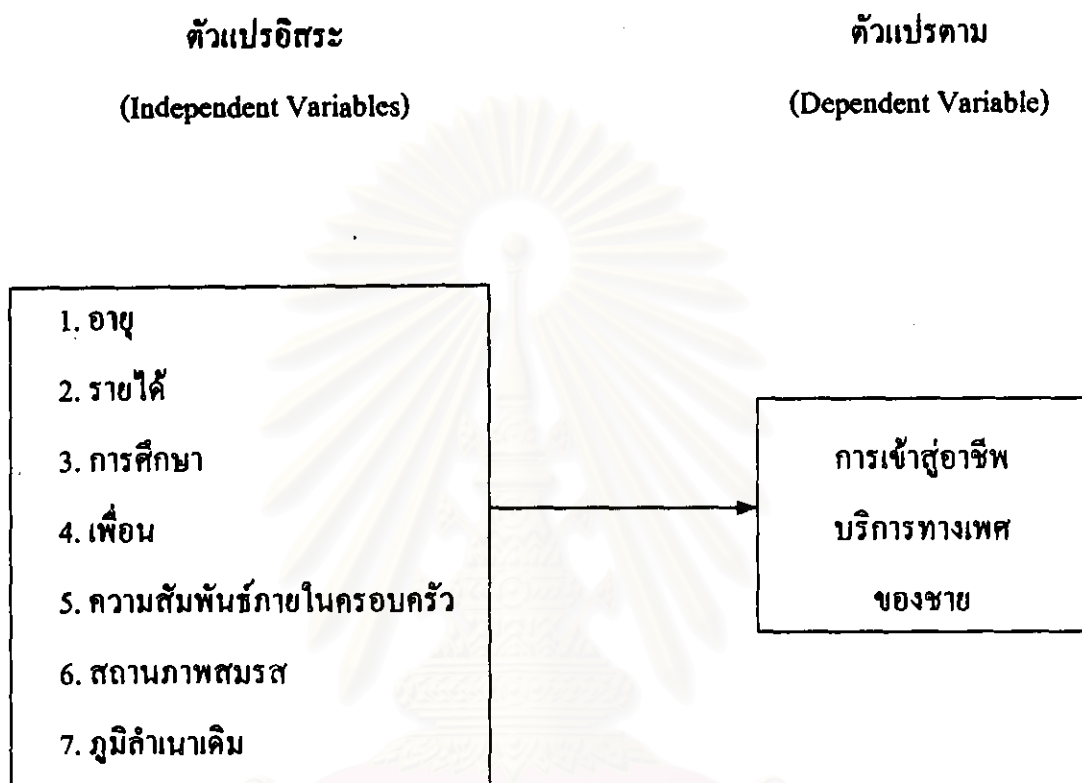 ตัวแปรอิสระ
(Independent Variables)
ตัวแปรตาม
(Dependent Variable)
1. อายุ
2. รายได้
3. การศึกษา
4. เพื่อน
5. ความสัมพันธ์ภายในครอบครัว
6. สถานภาพสมรส
7. ภูมิลำเนาเดิม
การเข้าสู่อาชีพ
บริการทางเพศ
ของชาย